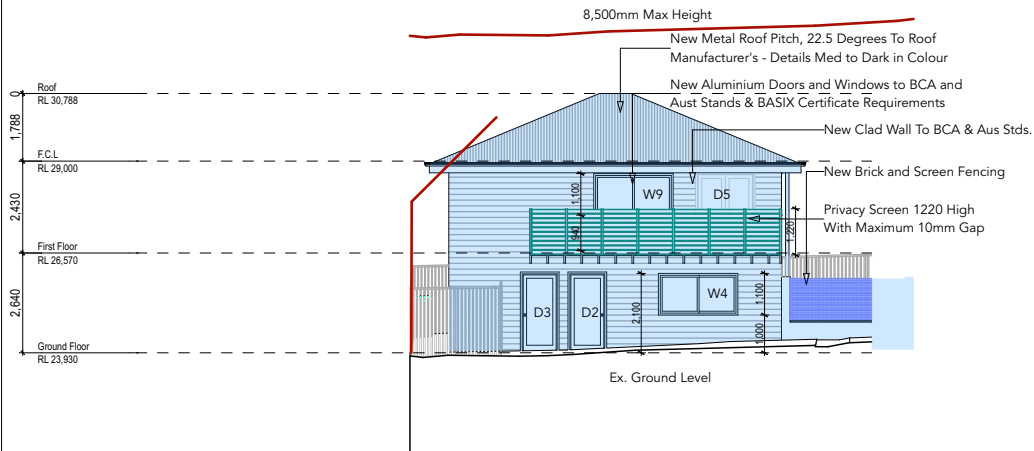 8,500mm Max Height
New Metal Roof Pitch, 22.5 Degrees To Roof
Manufacturer's - Details Med to Dark in Colour
New Aluminium Doors and Windows to BCA and
Aust Stands & BASIX Certificate Requirements
New Clad Wall To BCA & Aus Stds.
New Brick and Screen Fencing
Privacy Screen 1220 High
With Maximum 10mm Gap
Roof
RL 30,788
F.C.L
RL 29,000
First Floor
RL 26,570
Ground Floor
RL 23,930
0
1,788
2,430
2,640
1,100
W9
D5
940
1,220
D3
D2
2,100
W4
1,100
1,000
Ex. Ground Level